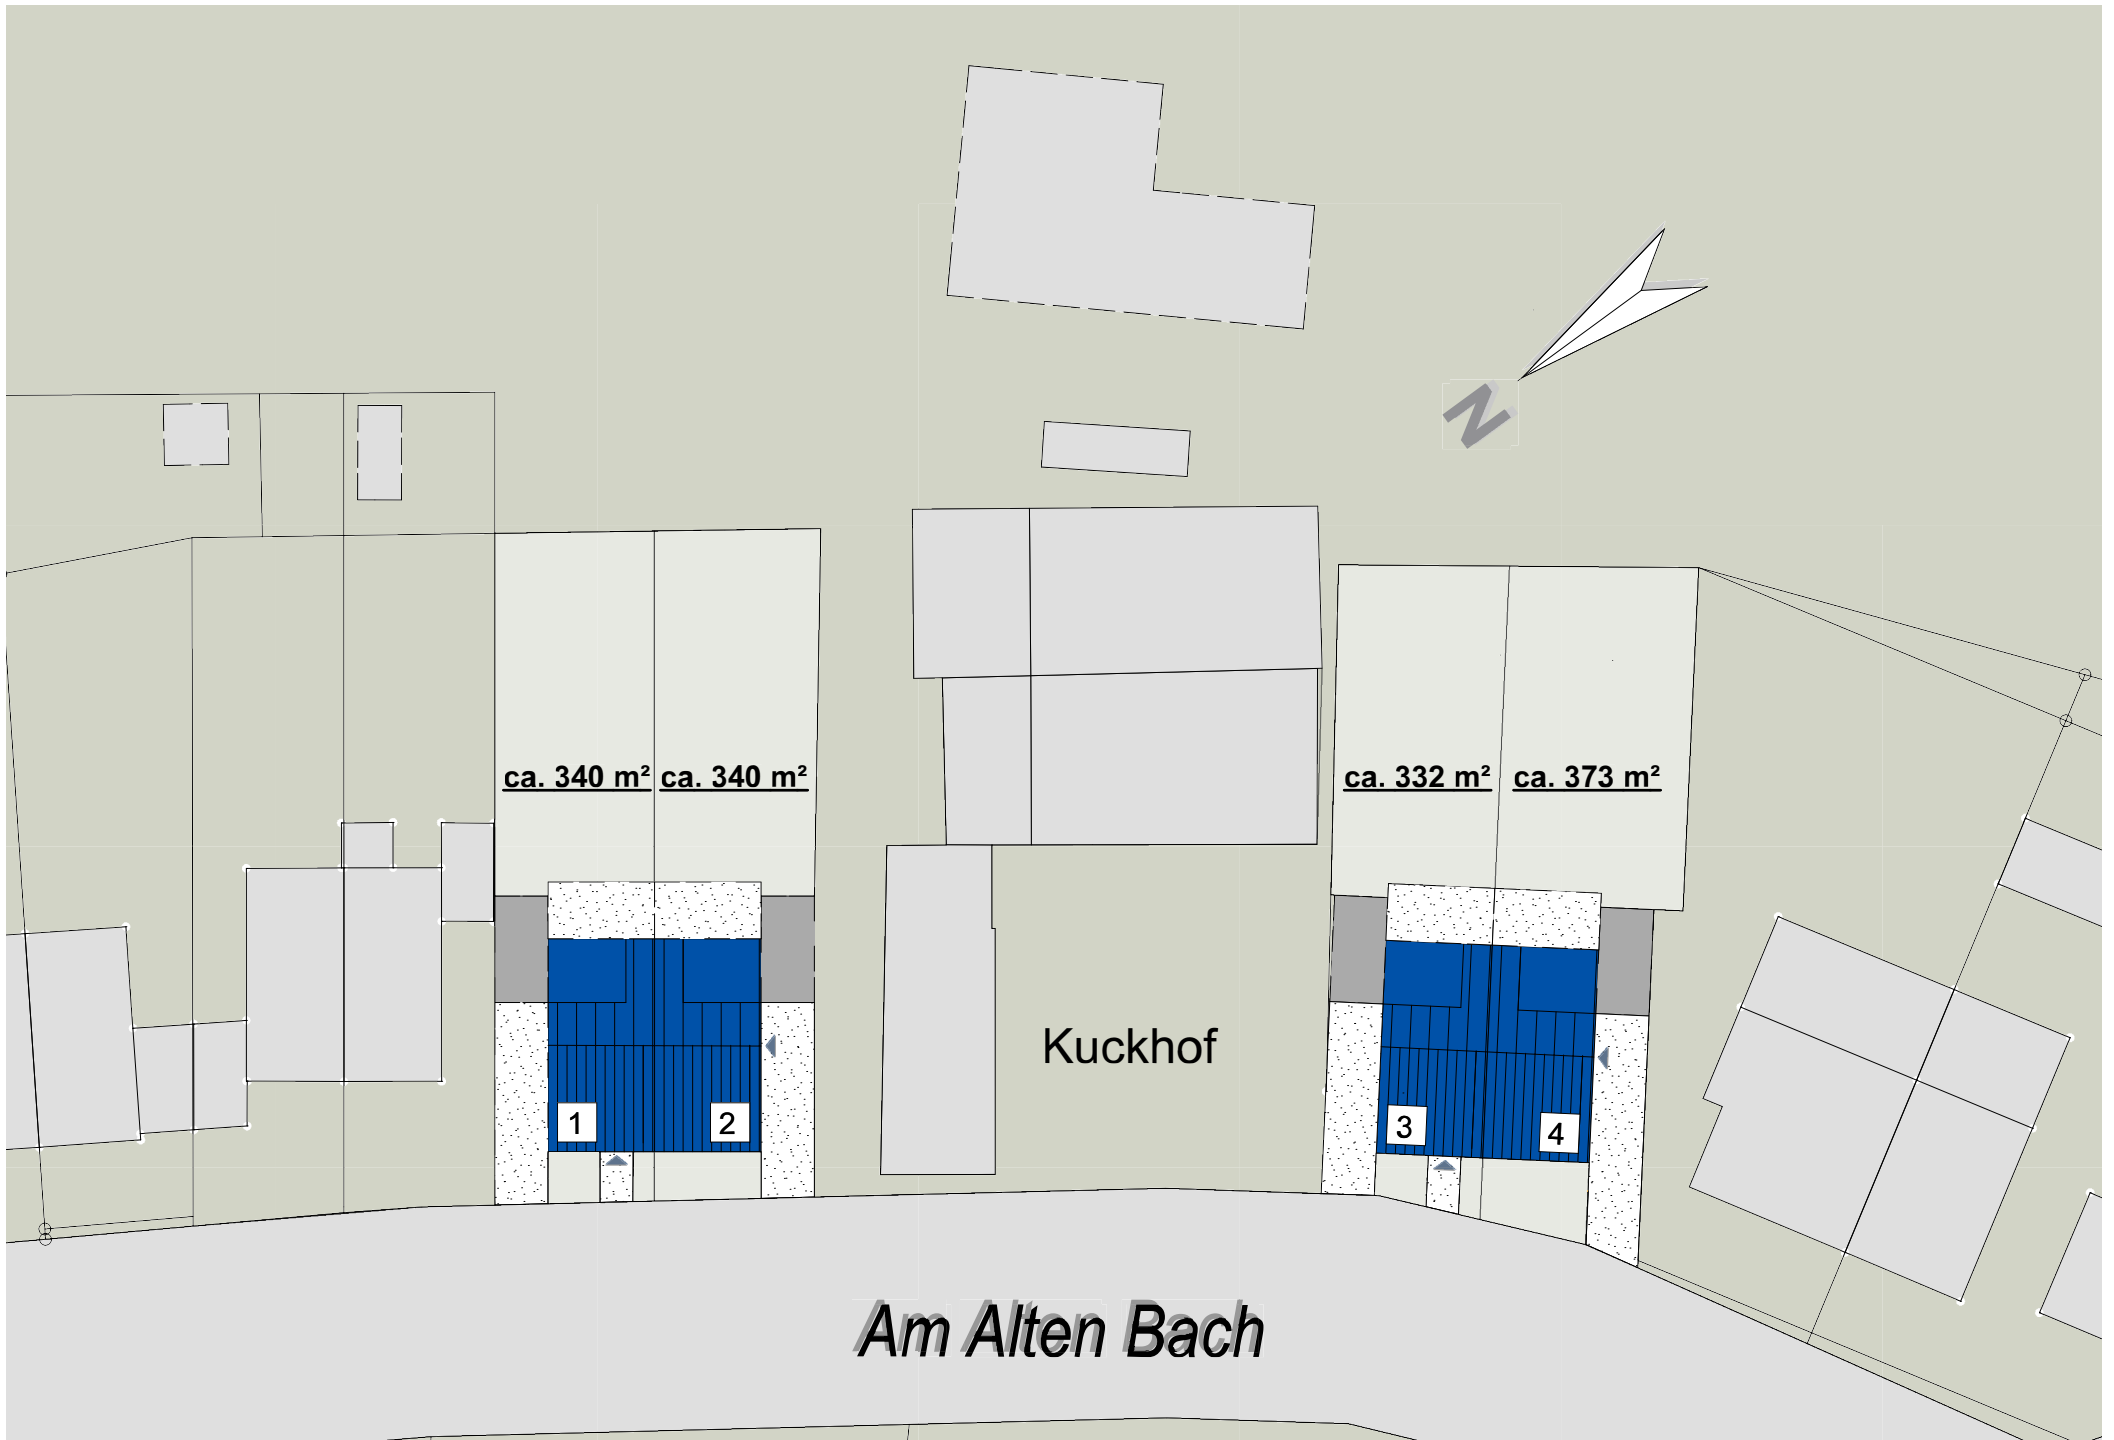 N
ca. 340 m² ca. 340 m² ca. 332 m² ca. 373 m²
Kuckhof
1 2 3 4
Am Alten Bach